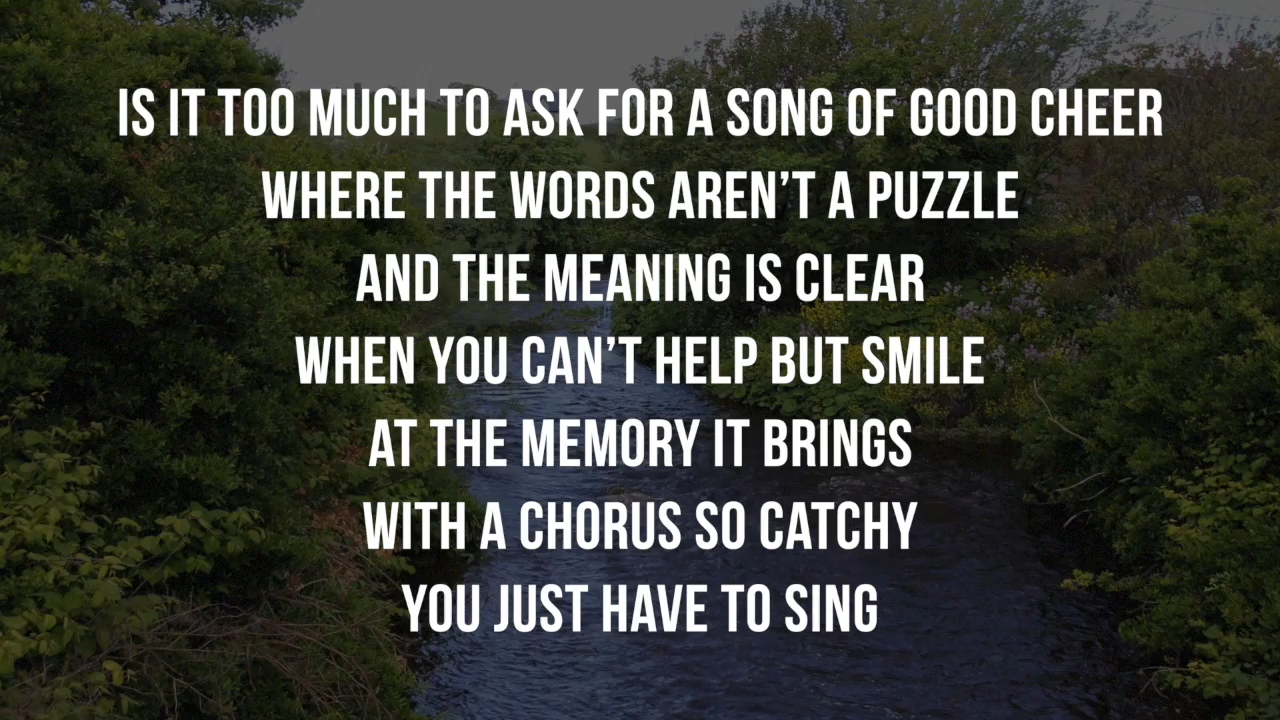 IS IT TOO MUCH TO ASK FOR A SONG OF GOOD CHEER
WHERE THE WORDS AREN’T A PUZZLE
AND THE MEANING IS CLEAR
WHEN YOU CAN’T HELP BUT SMILE
AT THE MEMORY IT BRINGS
WITH A CHORUS SO CATCHY
YOU JUST HAVE TO SING